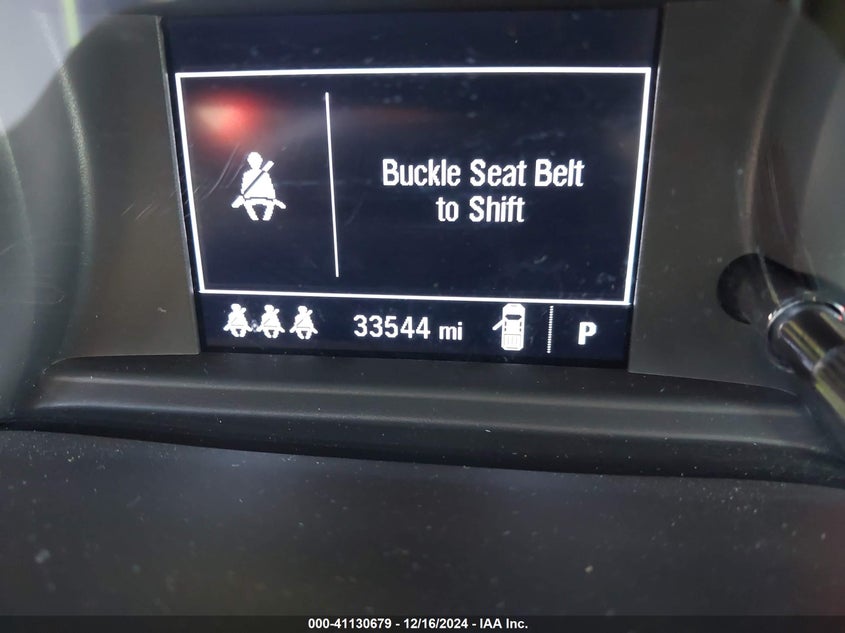 Buckle Seat Belt
to Shift
33544 mi
P
000-41130679 - 12/16/2024 - IAA Inc.